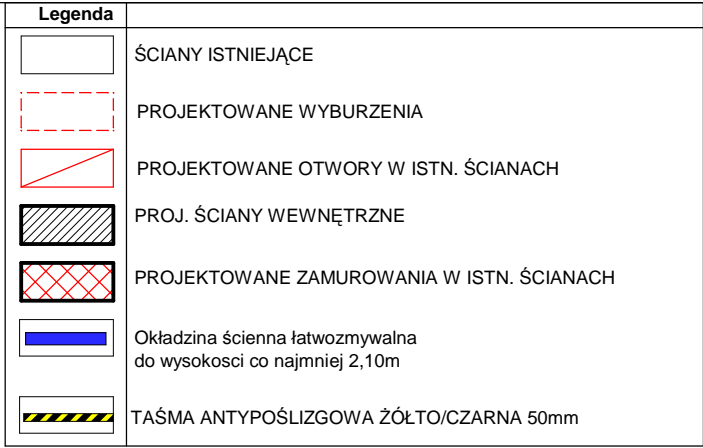 Legenda
ŚCIANY ISTNIEJĄCE
PROJEKTOWANE WYBURZENIA
PROJEKTOWANE OTWORY W ISTN. ŚCIANACH
PROJ. ŚCIANY WEWNĘTRZNE
PROJEKTOWANE ZAMUROWANIA W ISTN. ŚCIANACH
Okładzina ścienna łatwozmywalna
do wysokosci co najmniej 2,10m
TAŚMA ANTYPOŚLIZGOWA ŻÓŁTO/CZARNA 50mm